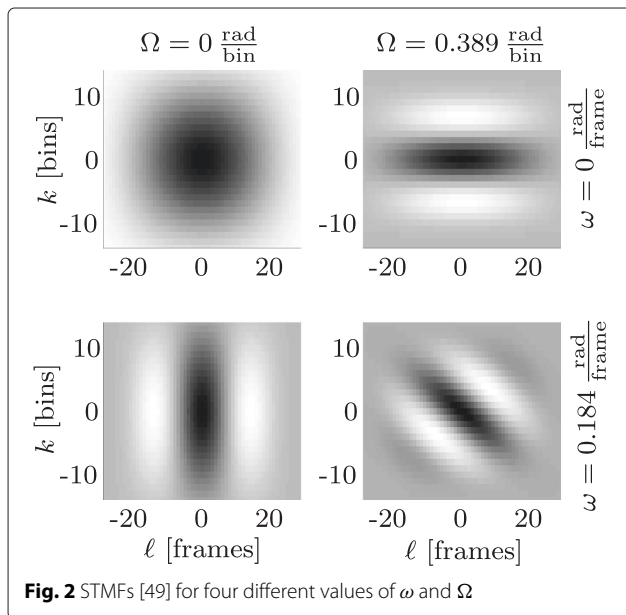 Ω = 0 rad/bin Ω = 0.389 rad/bin
10
0
-10
k [bins]
-20 0 20
10
0
-10
-20 0 20
ω = 0 rad/frame
10
0
-10
k [bins]
-20 0 20
ℓ [frames]
10
0
-10
-20 0 20
ℓ [frames]
ω = 0.184 rad/frame
Fig. 2 STMFs [49] for four different values of ω and Ω